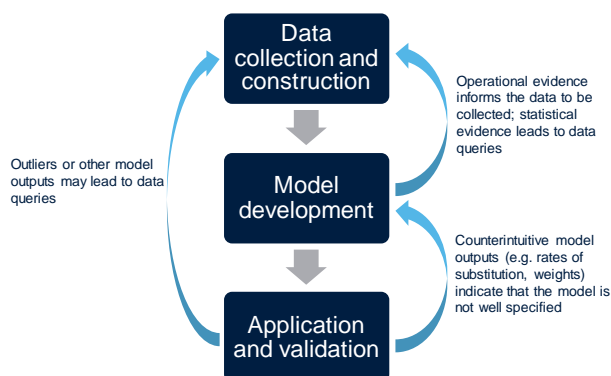 Data
collection and
construction
Operational evidence
informs the data to be
collected; statistical
evidence leads to data
queries
Outliers or other model
outputs may lead to data
queries
Model
development
Counterintuitive model
outputs (e.g. rates of
substitution, weights)
indicate that the model is
not well specified
Application
and validation